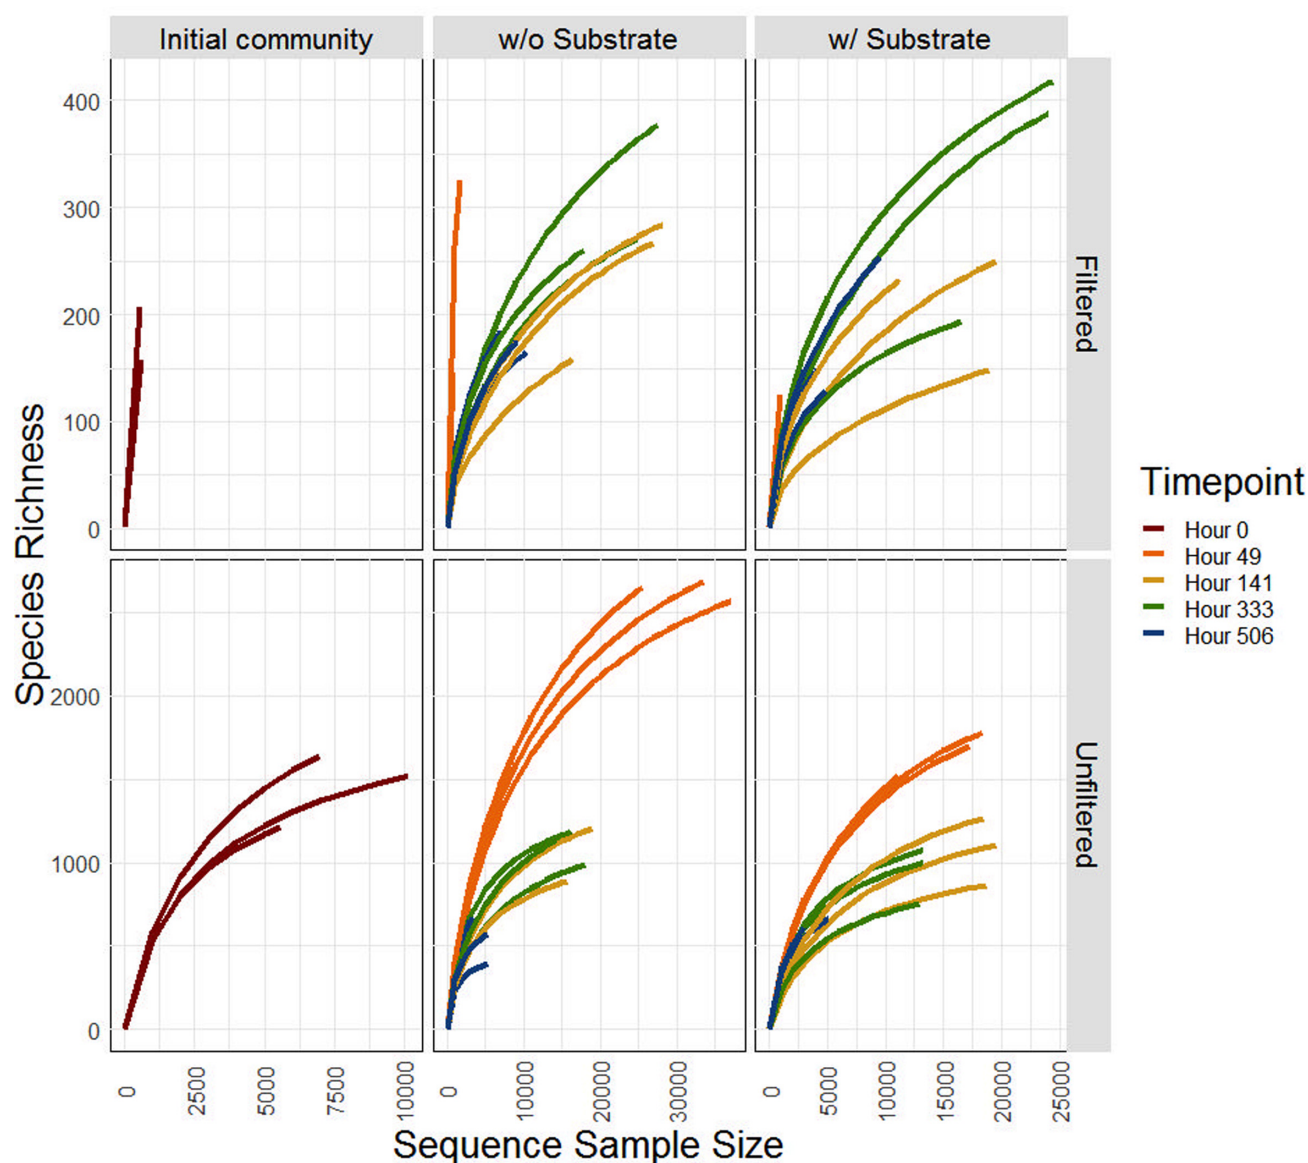 Initial community w/o Substrate w/ Substrate
400
300
200
100
0
Filtered
2000
1000
0
Unfiltered
Species Richness
0 2500 5000 7500 10000
0 10000 20000 30000
0 5000 10000 15000 20000 25000
Sequence Sample Size
Timepoint
Hour 0
Hour 49
Hour 141
Hour 333
Hour 506